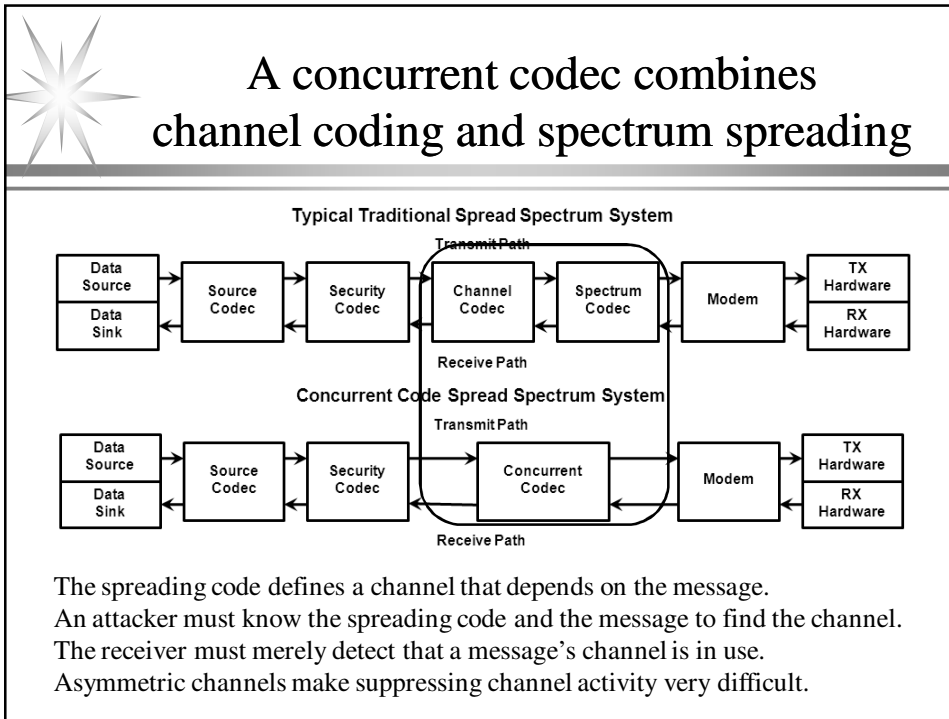 A concurrent codec combines
channel coding and spectrum spreading
Typical Traditional Spread Spectrum System
Transmit Path
Data
Source
Data
Sink
Source
Codec
Security
Codec
Channel
Codec
Spectrum
Codec
Modem
TX
Hardware
RX
Hardware
Receive Path
Concurrent Code Spread Spectrum System
Transmit Path
Data
Source
Data
Sink
Source
Codec
Security
Codec
Concurrent
Codec
Modem
TX
Hardware
RX
Hardware
Receive Path
The spreading code defines a channel that depends on the message.
An attacker must know the spreading code and the message to find the channel.
The receiver must merely detect that a message's channel is in use.
Asymmetric channels make suppressing channel activity very difficult.